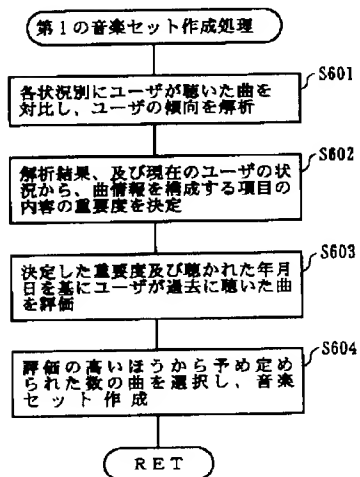 第1の音楽セット作成処理
S601
各状況別にユーザが聴いた曲を
対比し、ユーザの傾向を解析
S602
解析結果、及び現在のユーザの状
況から、曲情報を構成する項目の
内容の重要度を決定
S603
決定した重要度及び聴かれた年月
日を基にユーザが過去に聴いた曲
を評価
S604
評価の高いほうから予め定め
られた数の曲を選択し、音楽
セット作成
RET